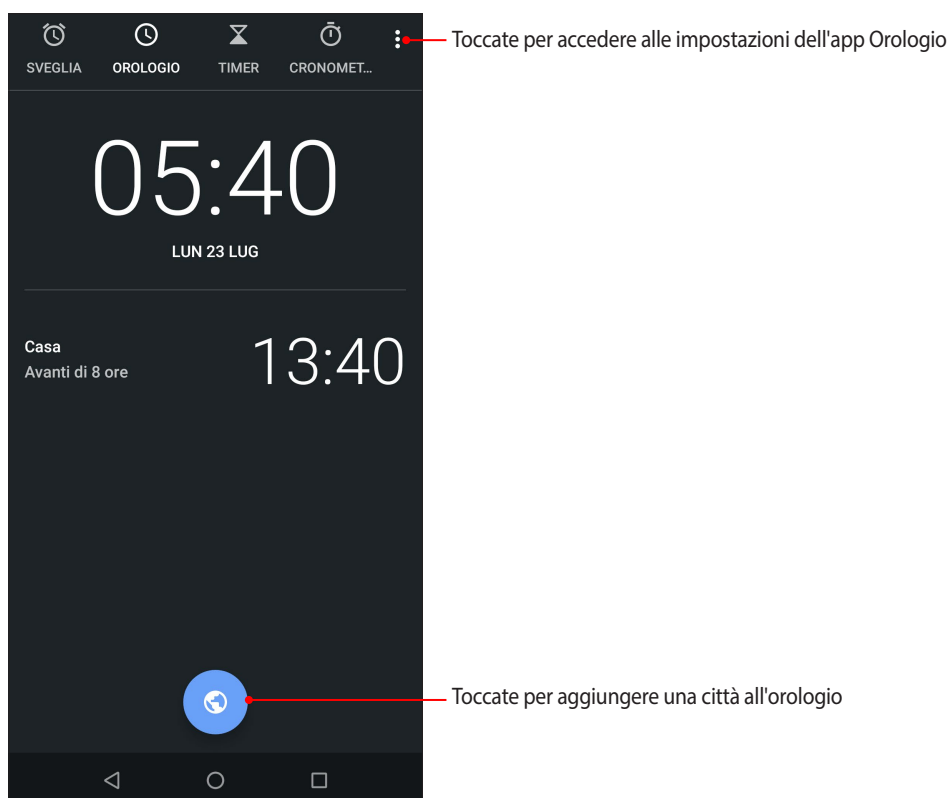 Toccate per accedere alle impostazioni dell'app Orologio
SVEGLIA OROLOGIO TIMER CRONOMET...
05:40
LUN 23 LUG
Casa
Avanti di 8 ore
13:40
Toccate per aggiungere una città all'orologio